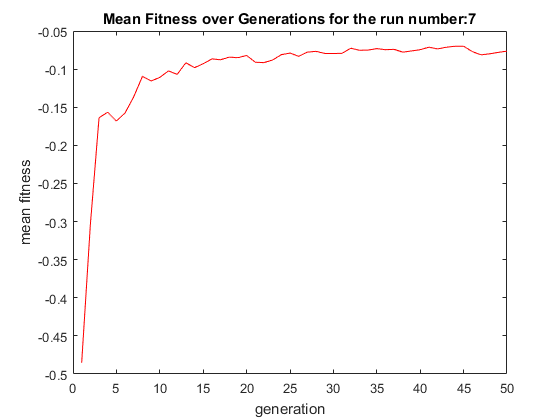 Mean Fitness over Generations for the run number:7
-0.05
-0.1
-0.15
-0.2
-0.25
-0.3
-0.35
-0.4
-0.45
-0.5
mean fitness
0 5 10 15 20 25 30 35 40 45 50
generation